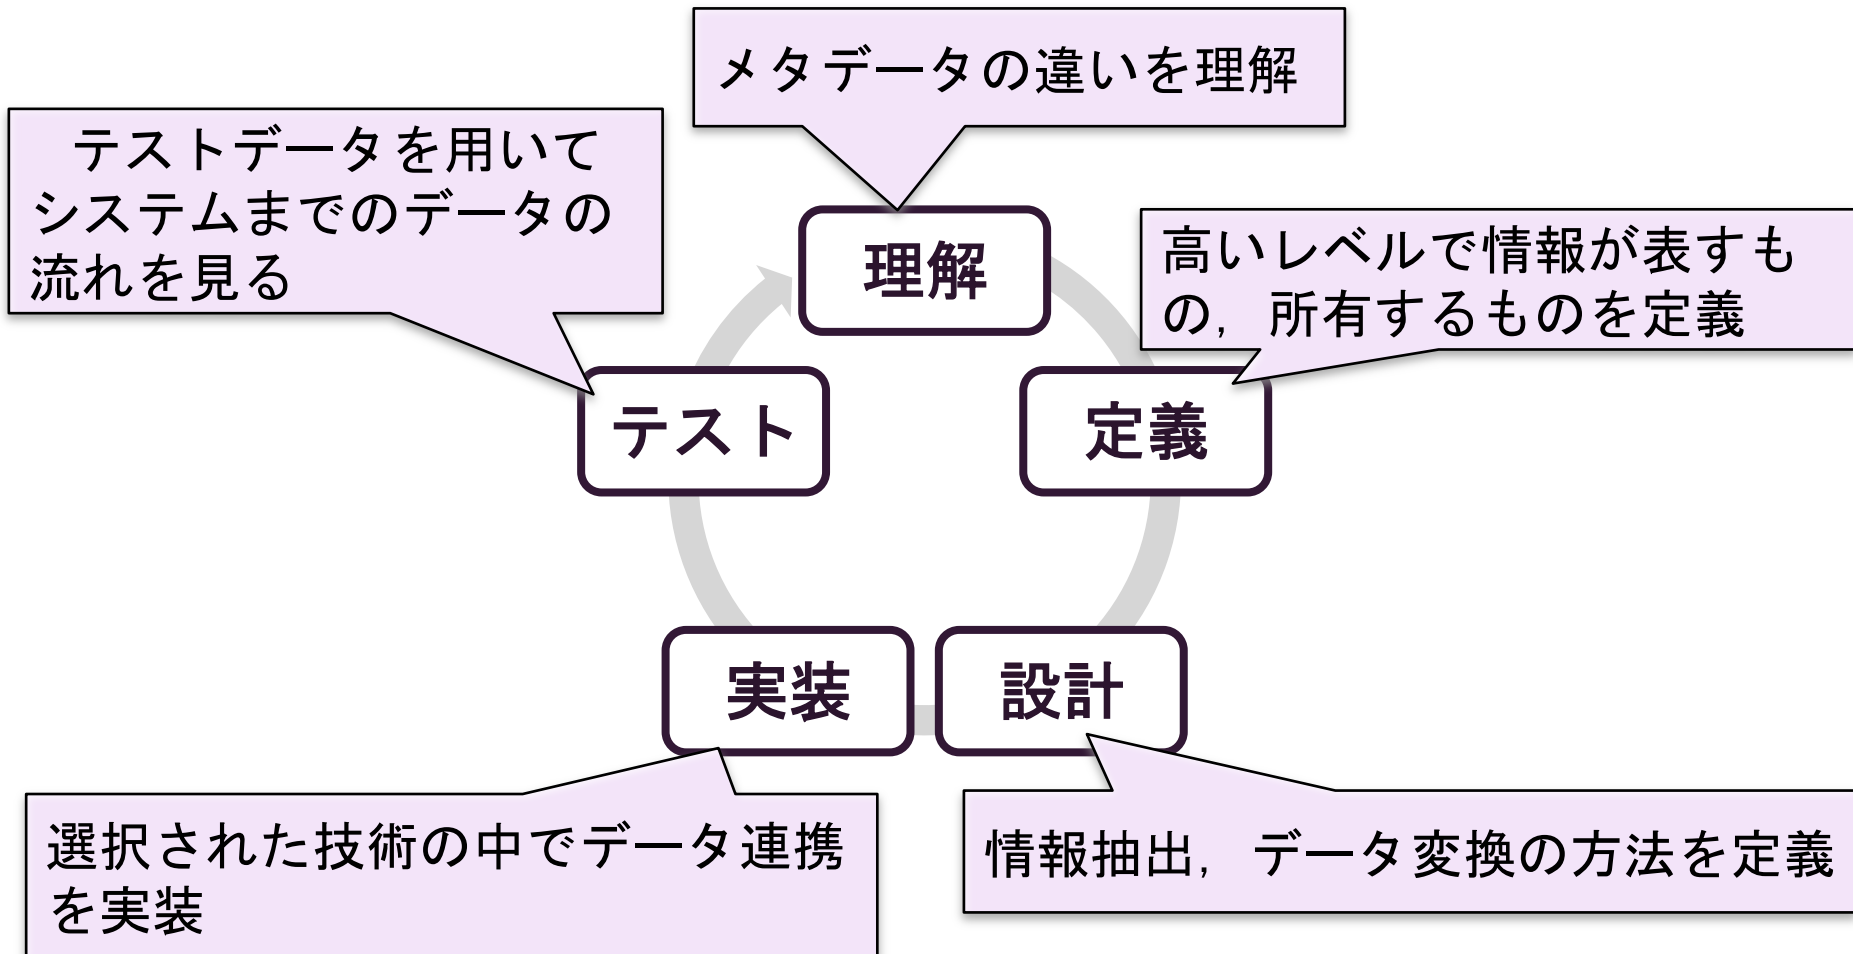 メタデータの違いを理解
テストデータを用いて
システムまでのデータの
流れを見る
理解
高いレベルで情報が表すも
の，所有するものを定義
テスト
定義
実装
設計
選択された技術の中でデータ連携
を実装
情報抽出，データ変換の方法を定義